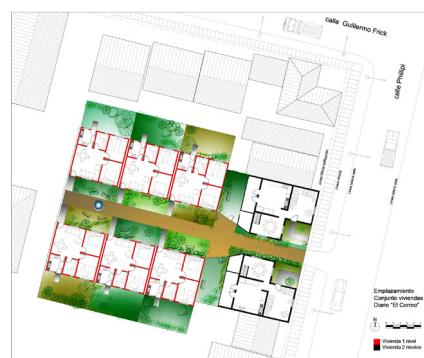 calle Guillermo Frick
calle Phillipi
Emplazamiento
Conjunto viviendas
Diario "El Correo"
N
Vivienda 1 nivel
Vivienda 2 niveles